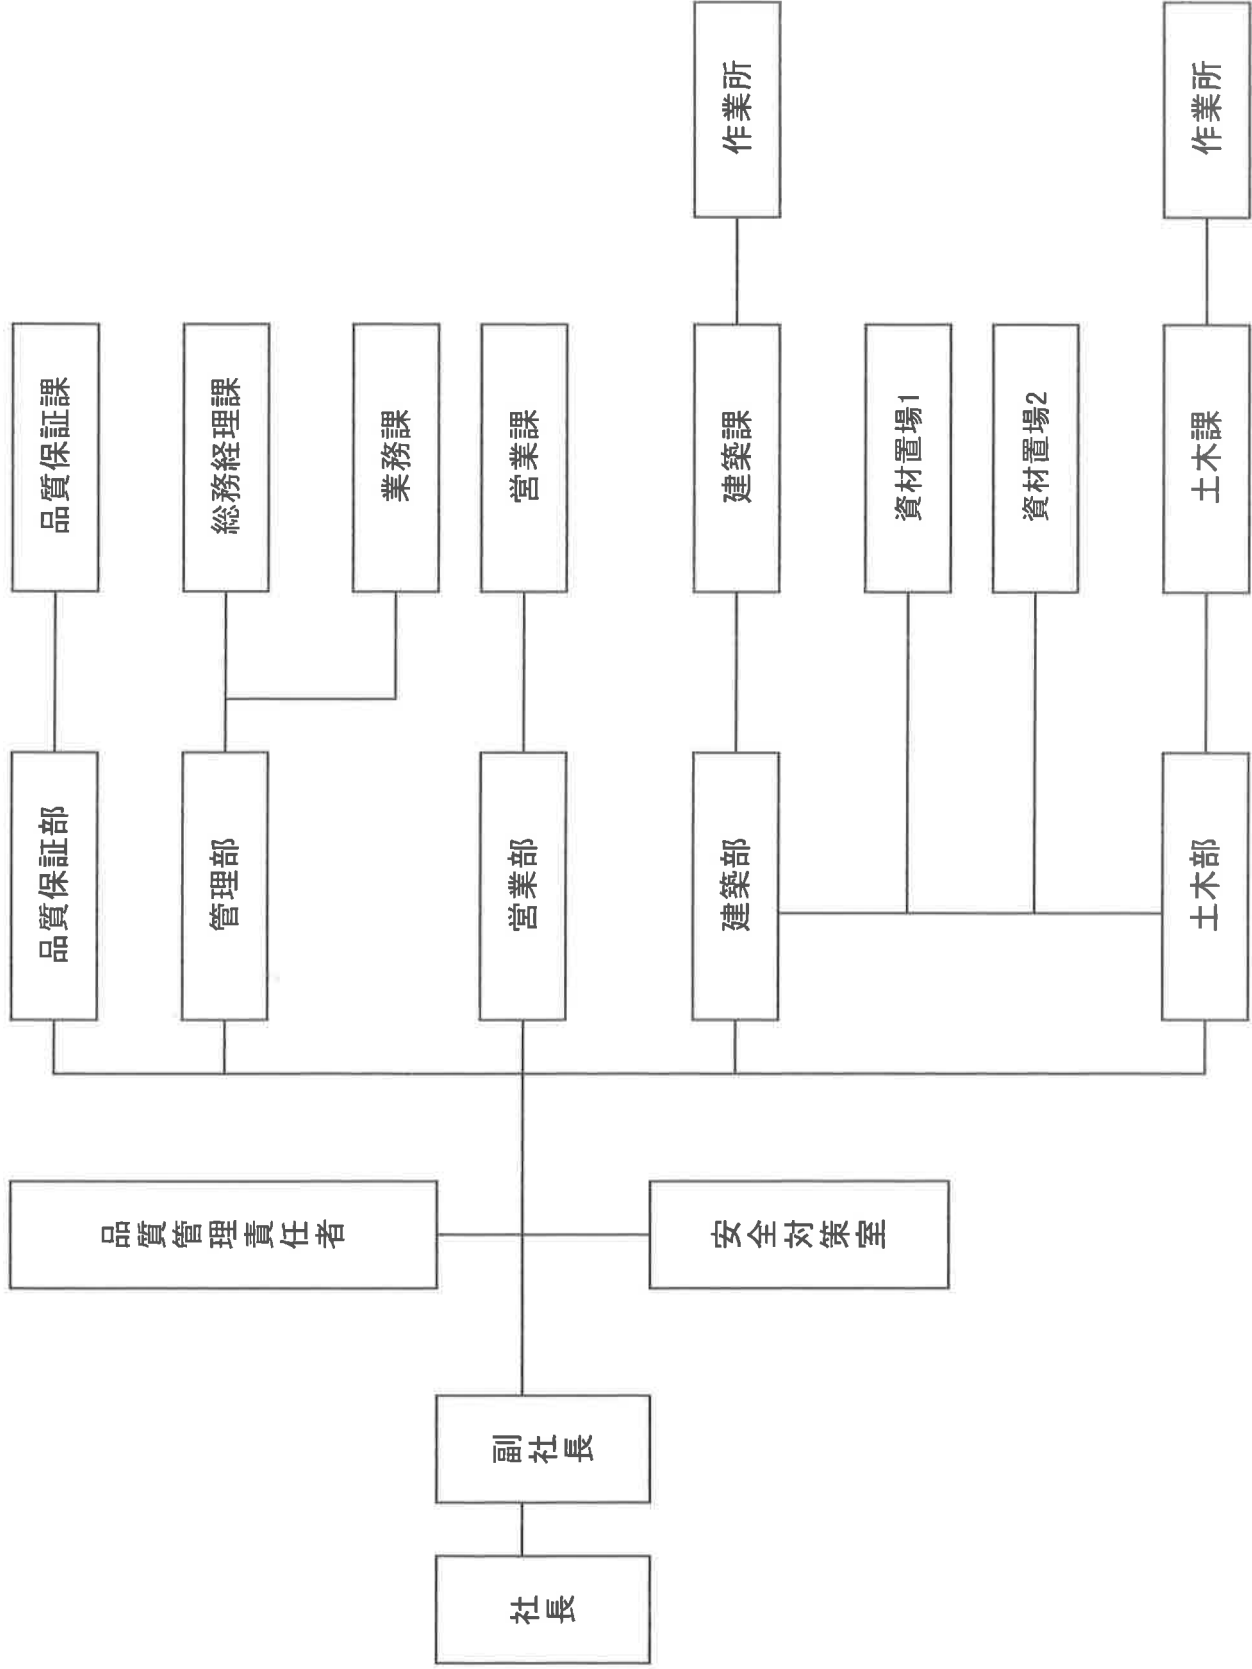 社長
副社長
品質管理責任者
安全対策室
品質保証部
品質保証課
管理部
総務経理課
業務課
営業部
営業課
建築部
建築課
作業所
資材置場1
資材置場2
土木部
土木課
作業所